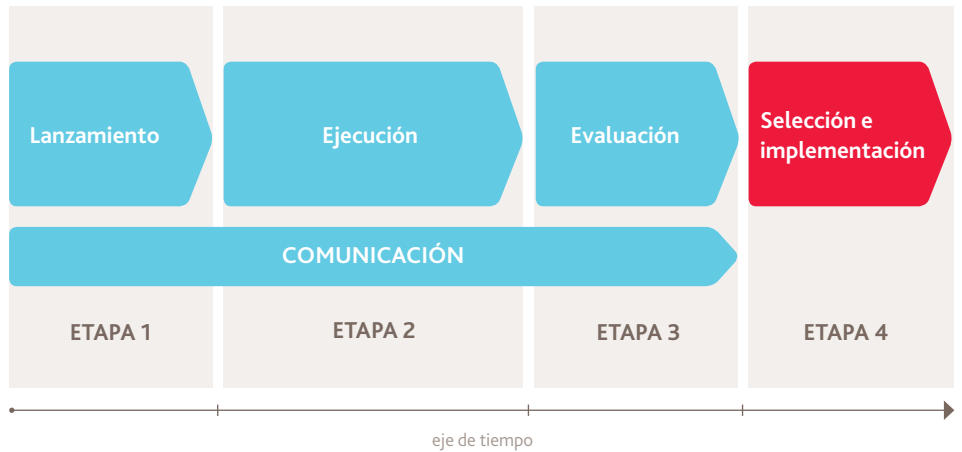 Lanzamiento
Ejecución
Evaluación
Selección e
implementación
COMUNICACIÓN
ETAPA 1
ETAPA 2
ETAPA 3
ETAPA 4
eje de tiempo